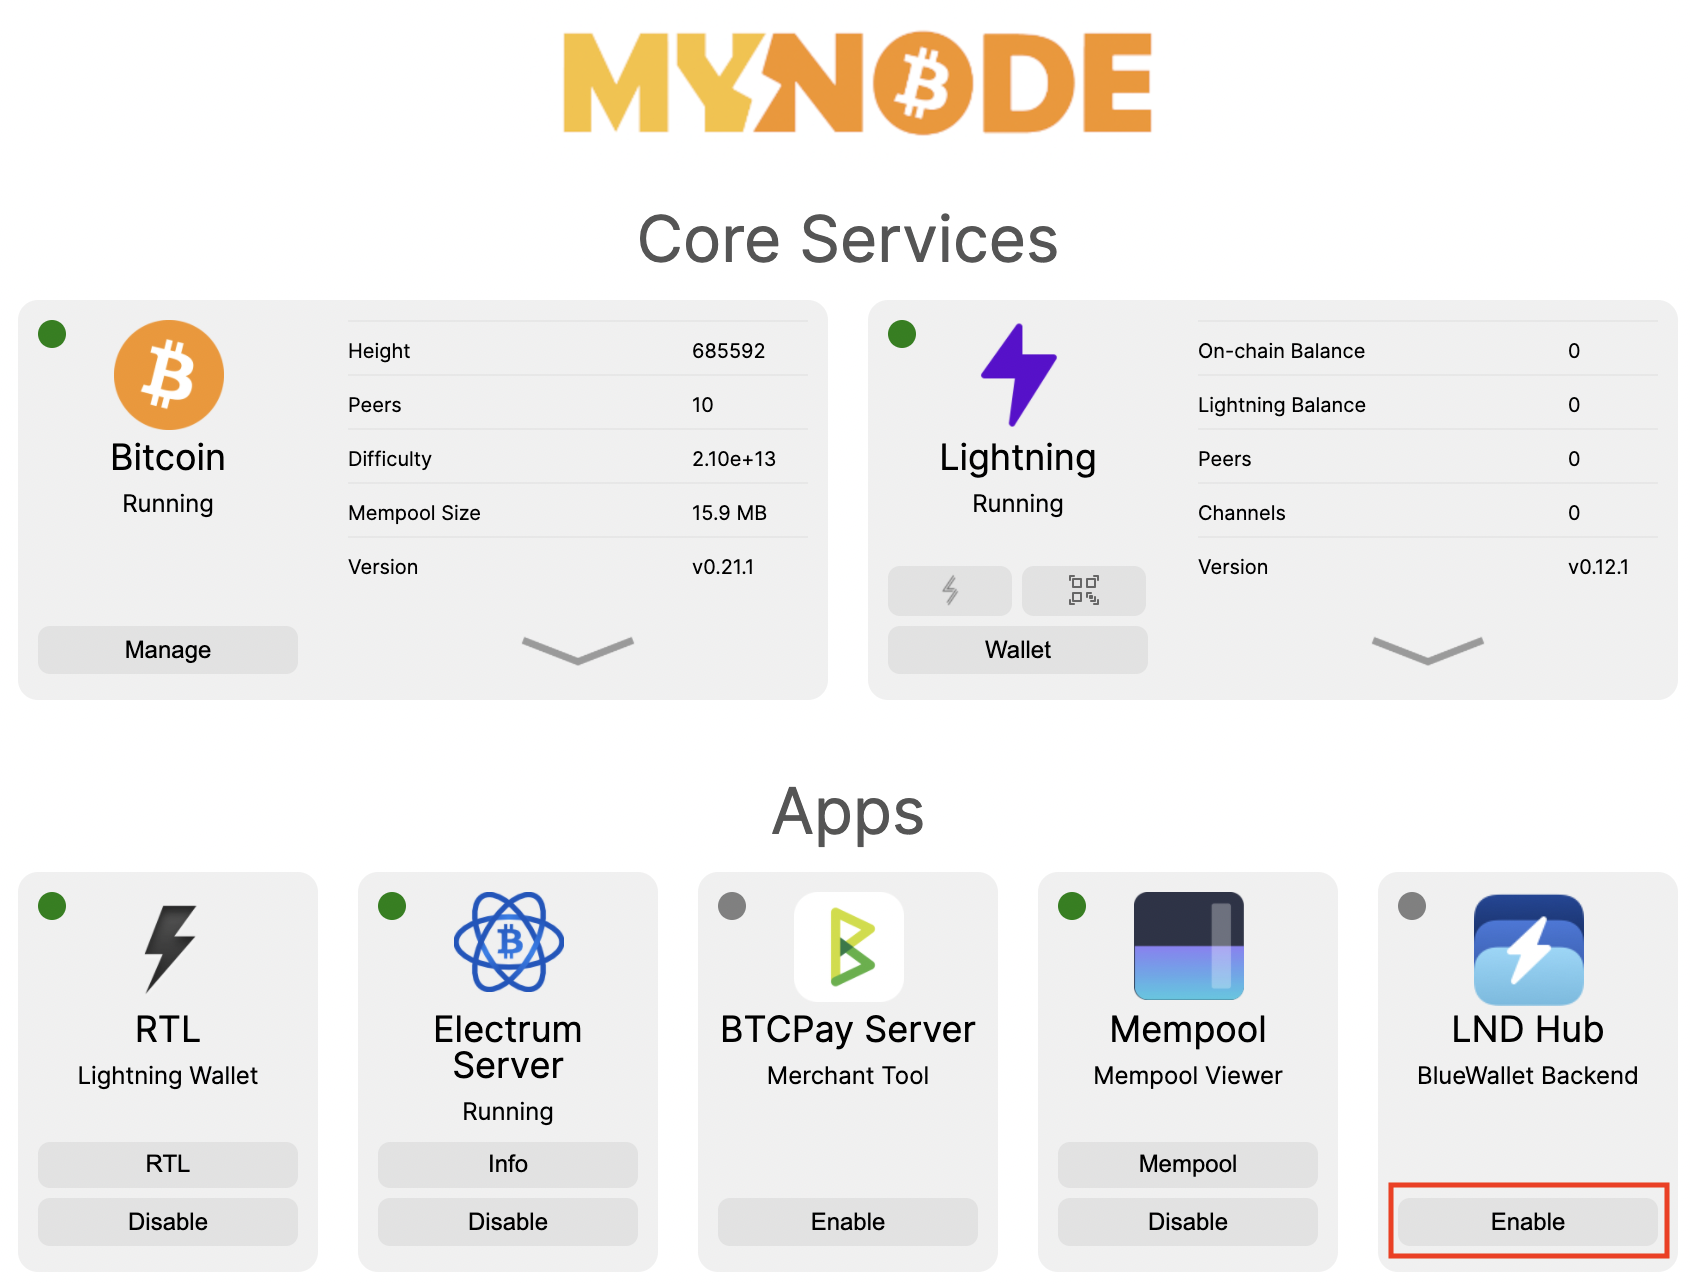 MYNODE
Core Services
Bitcoin
Running
Manage
Height 685592
Peers 10
Difficulty 2.10e+13
Mempool Size 15.9 MB
Version v0.21.1
Lightning
Running
Wallet
On-chain Balance 0
Lightning Balance 0
Peers 0
Channels 0
Version v0.12.1
Apps
RTL
Lightning Wallet
RTL
Disable
Electrum
Server
Running
Info
Disable
BTCPay Server
Merchant Tool
Enable
Mempool
Mempool Viewer
Mempool
Disable
LND Hub
BlueWallet Backend
Enable